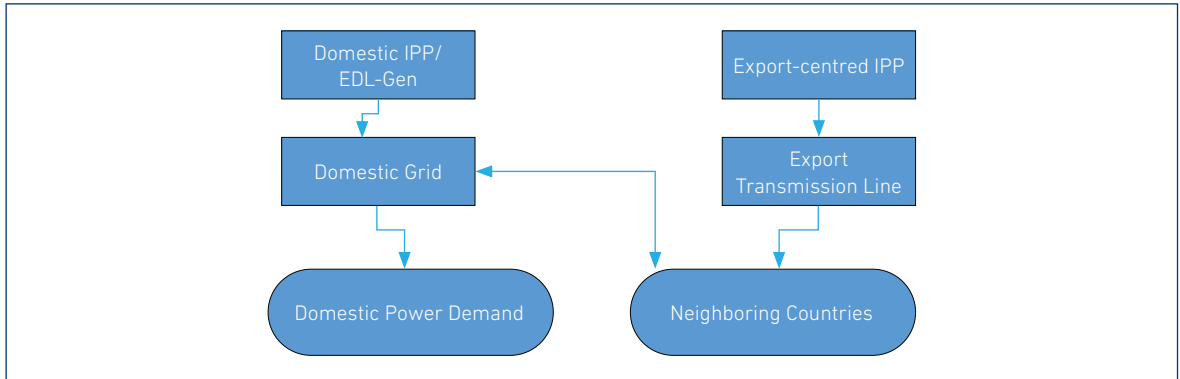 Domestic IPP/
EDL-Gen
Export-centred IPP
Domestic Grid
Export
Transmission Line
Domestic Power Demand
Neighboring Countries